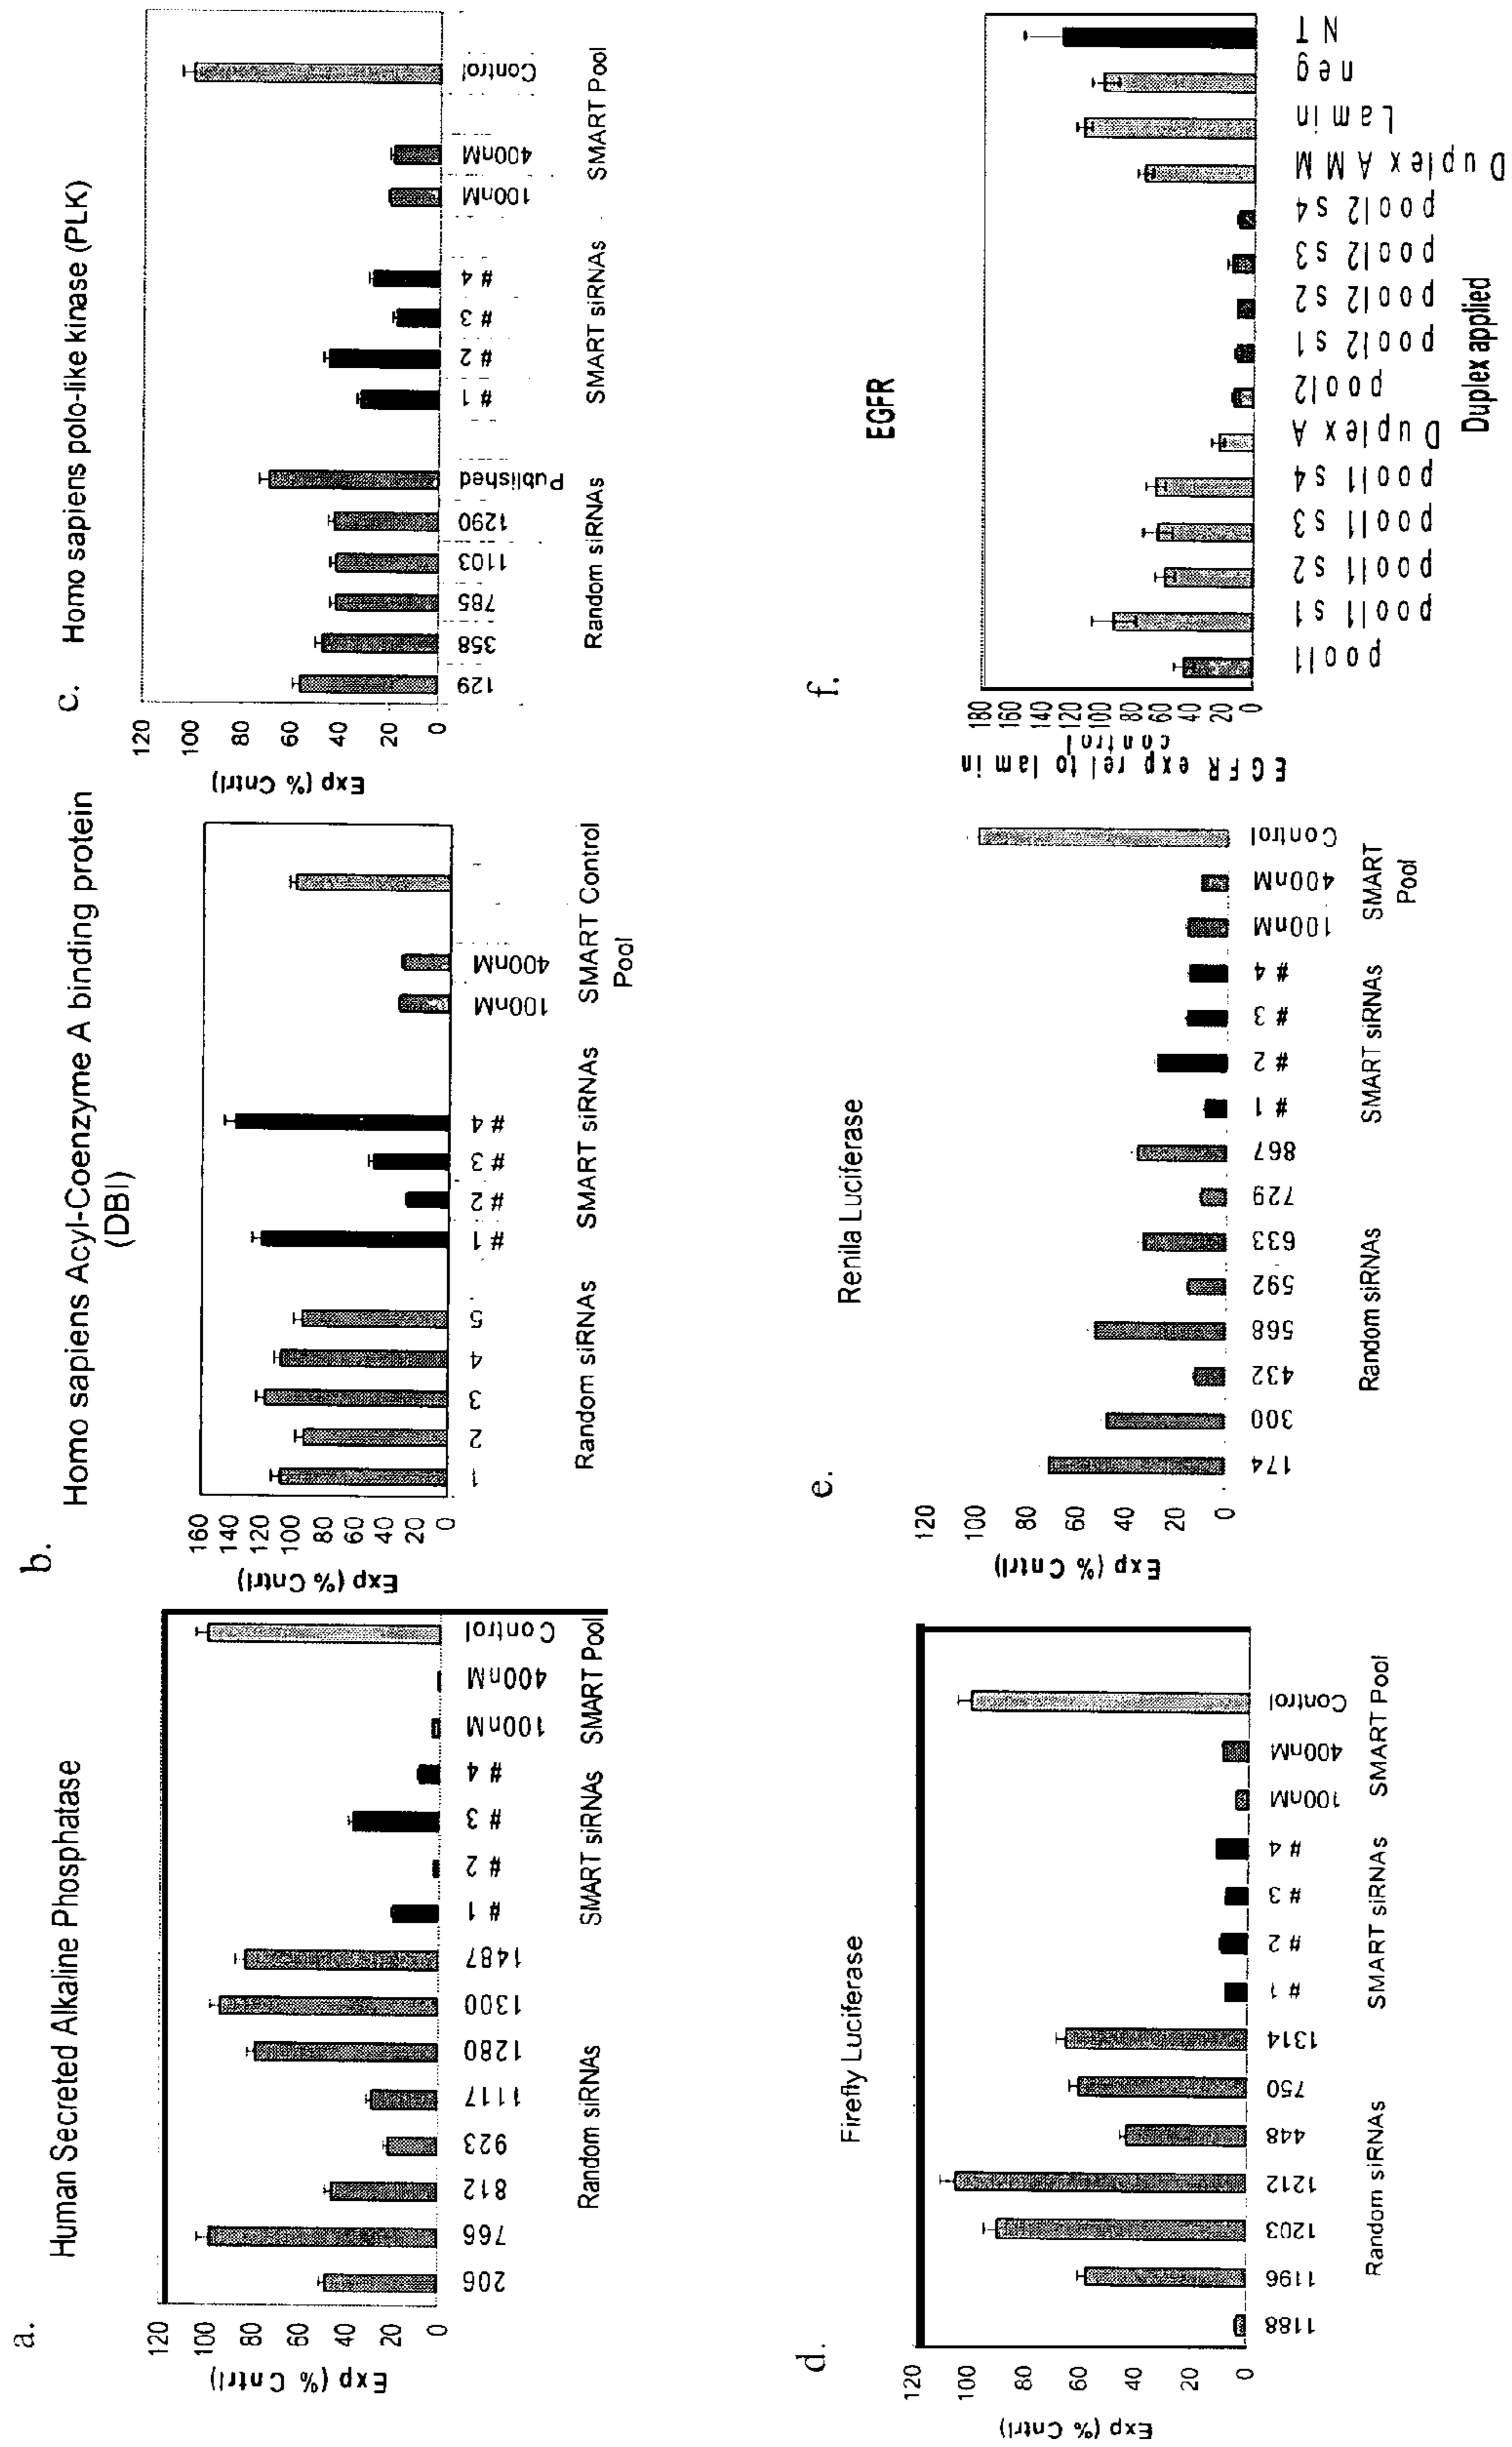 a.
Human Secreted Alkaline Phosphatase
Exp (% Cntrl)
120
100
80
60
40
20
0
206
766
812
923
1117
1280
1300
1487
# 1
# 2
# 3
# 4
100nM
400nM
Control
Random siRNAs
SMART siRNAs
SMART Pool
b.
Homo sapiens Acyl-Coenzyme A binding protein
(DBI)
Exp (% Cntrl)
160
140
120
100
80
60
40
20
0
1
2
3
4
5
# 1
# 2
# 3
# 4
100nM
400nM
Random siRNAs
SMART siRNAs
SMART Control
Pool
c.
Homo sapiens polo-like kinase (PLK)
Exp (% Cntrl)
120
100
80
60
40
20
0
129
358
785
1103
1290
Published
# 1
# 2
# 3
# 4
100nM
400nM
Control
Random siRNAs
SMART siRNAs
SMART Pool
d.
Firefly Luciferase
Exp (% Cntrl)
120
100
80
60
40
20
0
1188
1196
1203
1212
448
750
1314
# 1
# 2
# 3
# 4
100nM
400nM
Control
Random siRNAs
SMART siRNAs
SMART Pool
e.
Renila Luciferase
Exp (% Cntrl)
120
100
80
60
40
20
0
174
300
432
568
592
633
729
867
# 1
# 2
# 3
# 4
100nM
400nM
Control
Random siRNAs
SMART siRNAs
SMART
Pool
f.
EGFR
EGFR exp rel to lamin
control
180
160
140
120
100
80
60
40
20
0
pool1
pool1 s1
pool1 s2
pool1 s3
pool1 s4
Duplex A
pool2
pool2 s1
pool2 s2
pool2 s3
pool2 s4
Duplex AMM
Lamin
neg
NT
Duplex applied